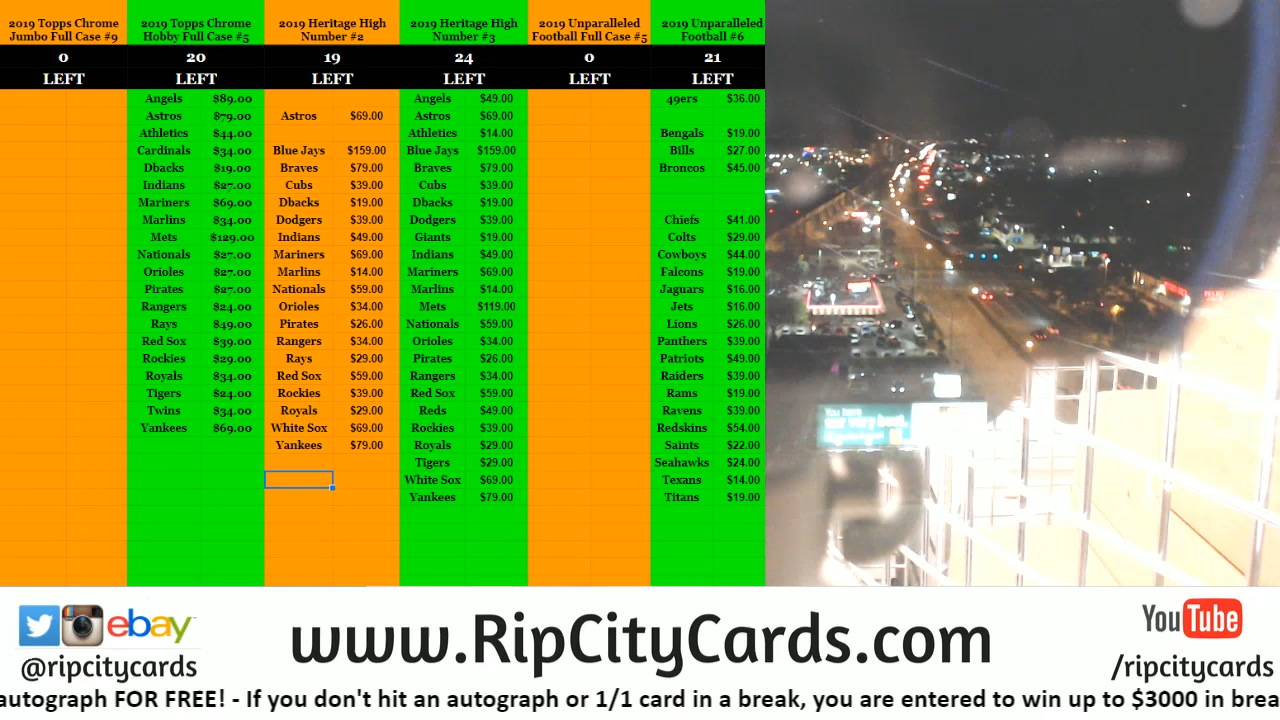 2019 Topps Chrome Jumbo Full Case #9
0
LEFT
2019 Topps Chrome Hobby Full Case #5
20
LEFT
Angels $89.00
Astros $79.00
Athletics $44.00
Cardinals $34.00
Dbacks $19.00
Indians $27.00
Mariners $69.00
Marlins $34.00
Mets $129.00
Nationals $27.00
Orioles $27.00
Pirates $27.00
Rangers $24.00
Rays $49.00
Red Sox $39.00
Rockies $29.00
Royals $34.00
Tigers $24.00
Twins $34.00
Yankees $69.00
2019 Heritage High Number #2
19
LEFT
Astros $69.00
Blue Jays $159.00
Braves $79.00
Cubs $39.00
Dbacks $19.00
Dodgers $39.00
Indians $49.00
Mariners $69.00
Marlins $14.00
Nationals $59.00
Orioles $34.00
Pirates $26.00
Rangers $34.00
Rays $29.00
Red Sox $59.00
Rockies $39.00
Royals $29.00
White Sox $69.00
Yankees $79.00
2019 Heritage High Number #3
24
LEFT
Angels $49.00
Astros $69.00
Athletics $14.00
Blue Jays $159.00
Braves $79.00
Cubs $39.00
Dbacks $19.00
Dodgers $39.00
Giants $19.00
Indians $49.00
Mariners $69.00
Marlins $14.00
Mets $119.00
Nationals $59.00
Orioles $34.00
Pirates $26.00
Rangers $34.00
Red Sox $59.00
Reds $49.00
Rockies $39.00
Royals $29.00
Tigers $29.00
White Sox $69.00
Yankees $79.00
2019 Unparalleled Football Full Case #5
0
LEFT
2019 Unparalleled Football #6
21
LEFT
49ers $36.00
Bengals $19.00
Bills $27.00
Broncos $45.00
Chiefs $41.00
Colts $29.00
Cowboys $44.00
Falcons $19.00
Jaguars $16.00
Jets $16.00
Lions $26.00
Panthers $39.00
Patriots $49.00
Raiders $39.00
Rams $19.00
Ravens $39.00
Redskins $54.00
Saints $22.00
Seahawks $24.00
Texans $14.00
Titans $19.00
You have
our very best
ebay
@ripcitycards
www.RipCityCards.com
YouTube
/ripcitycards
autograph FOR FREE! - If you don't hit an autograph or 1/1 card in a break, you are entered to win up to $3000 in brea